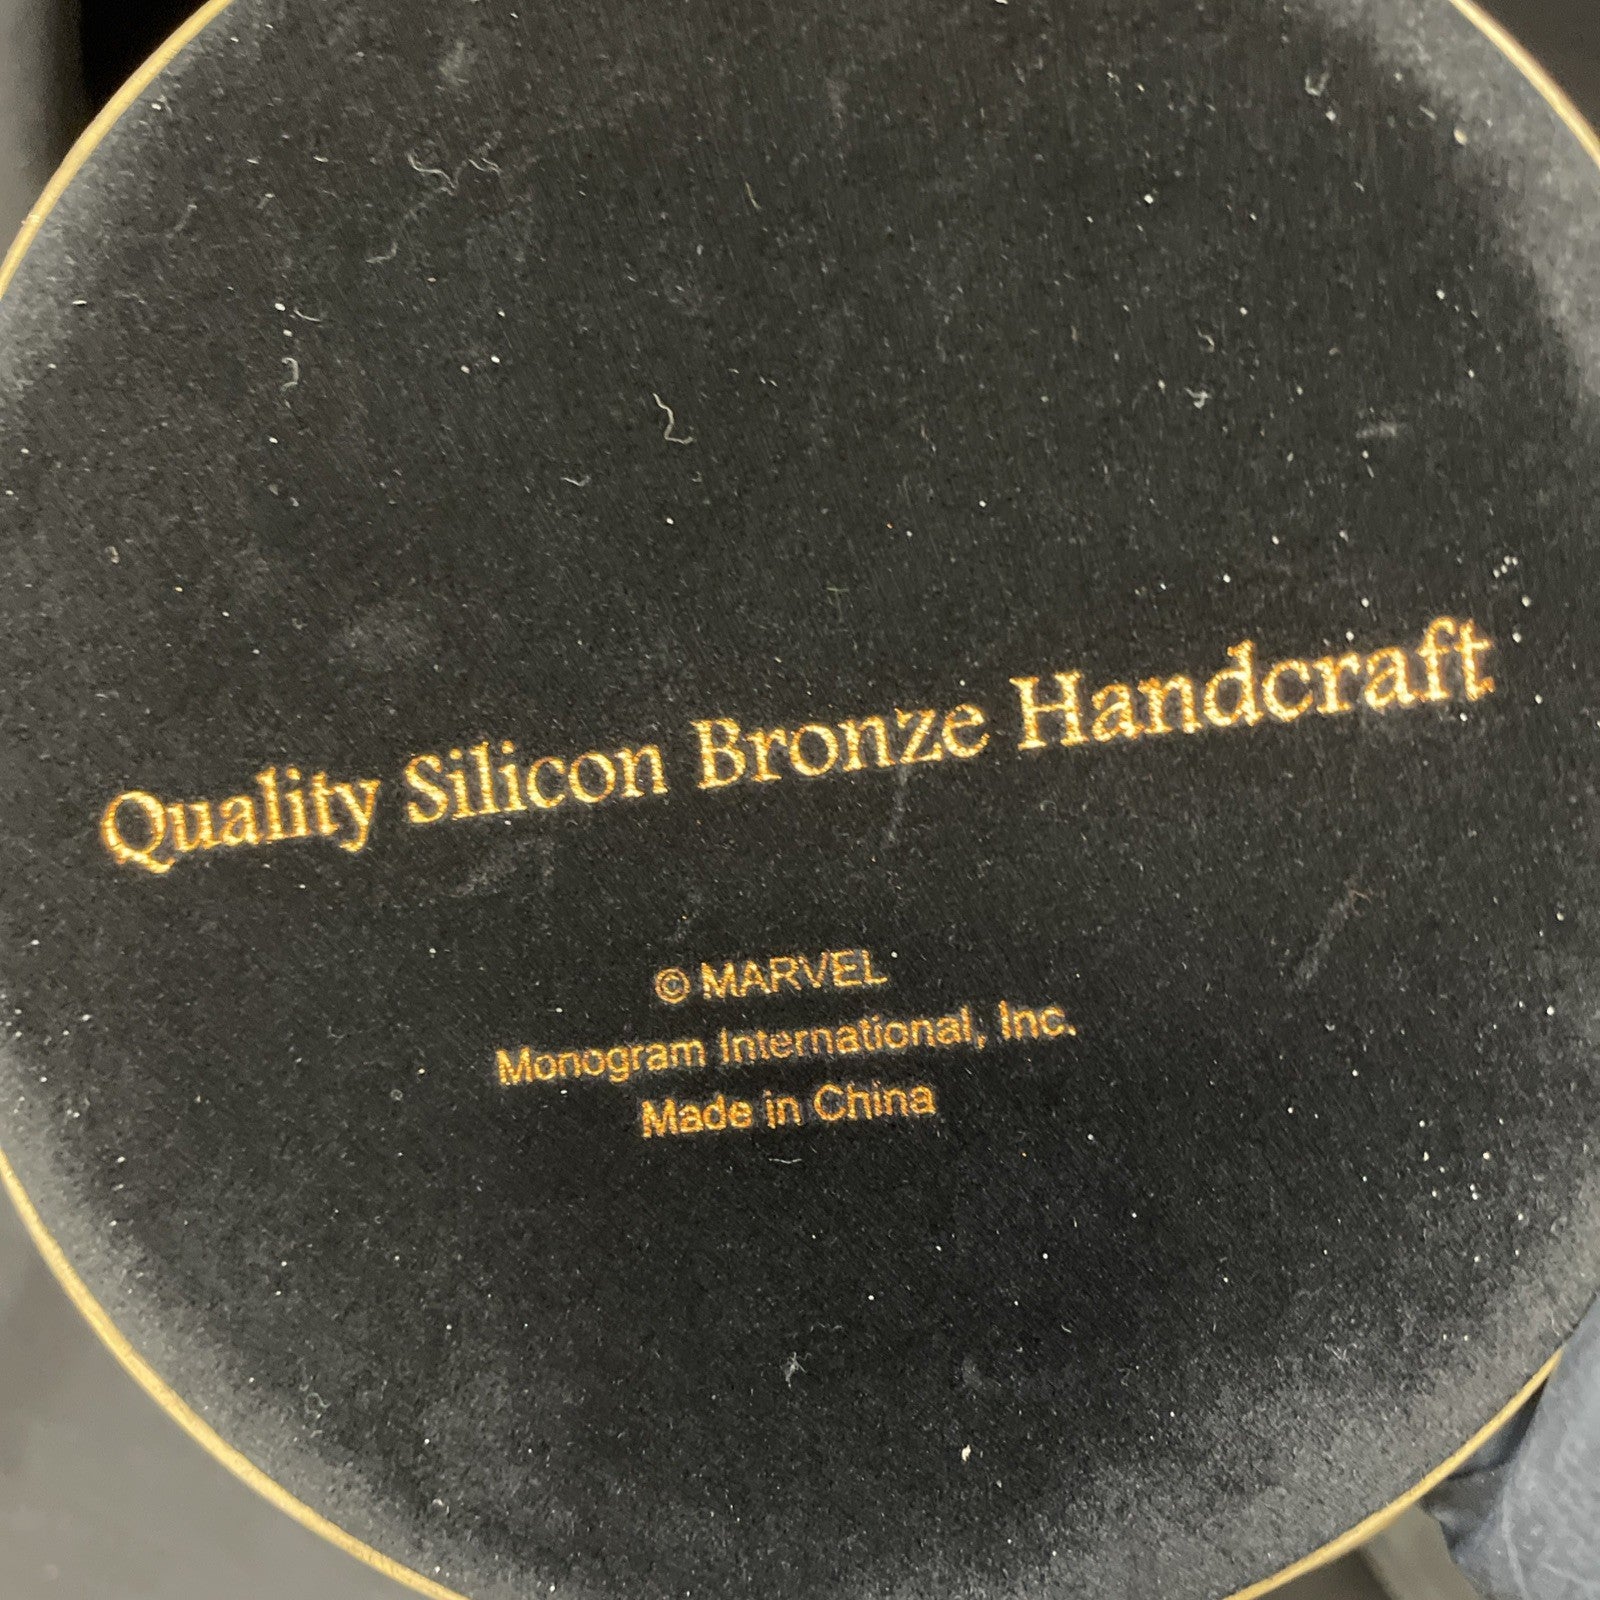 Quality Silicon Bronze Handcraft
© MARVEL
Monogram International, Inc.
Made in China